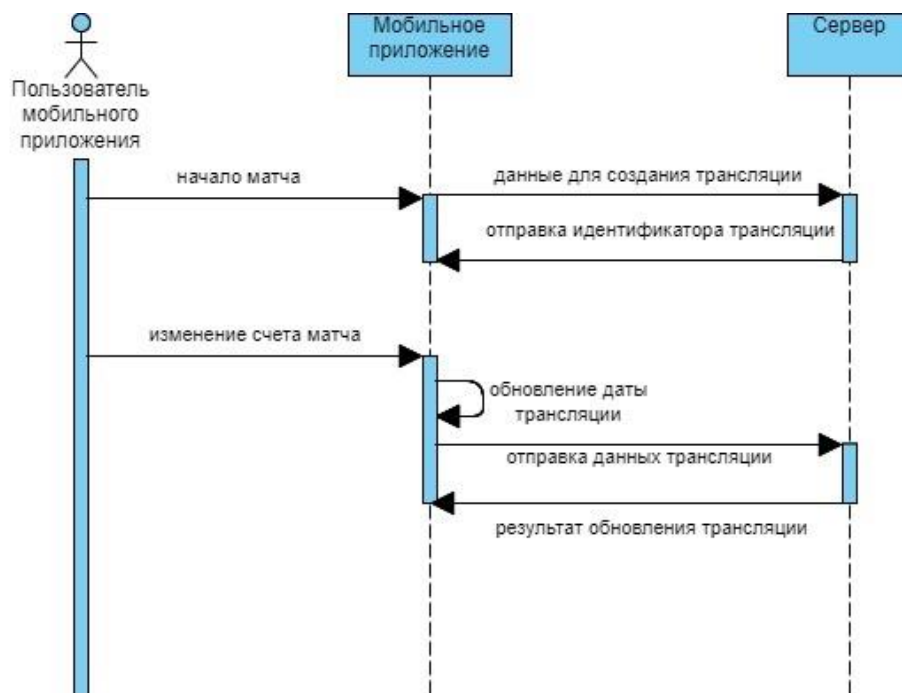 Мобильное
приложение
Сервер
Пользователь
мобильного
приложения
начало матча
данные для создания трансляции
отправка идентификатора трансляции
изменение счета матча
обновление даты
трансляции
отправка данных трансляции
результат обновления трансляции